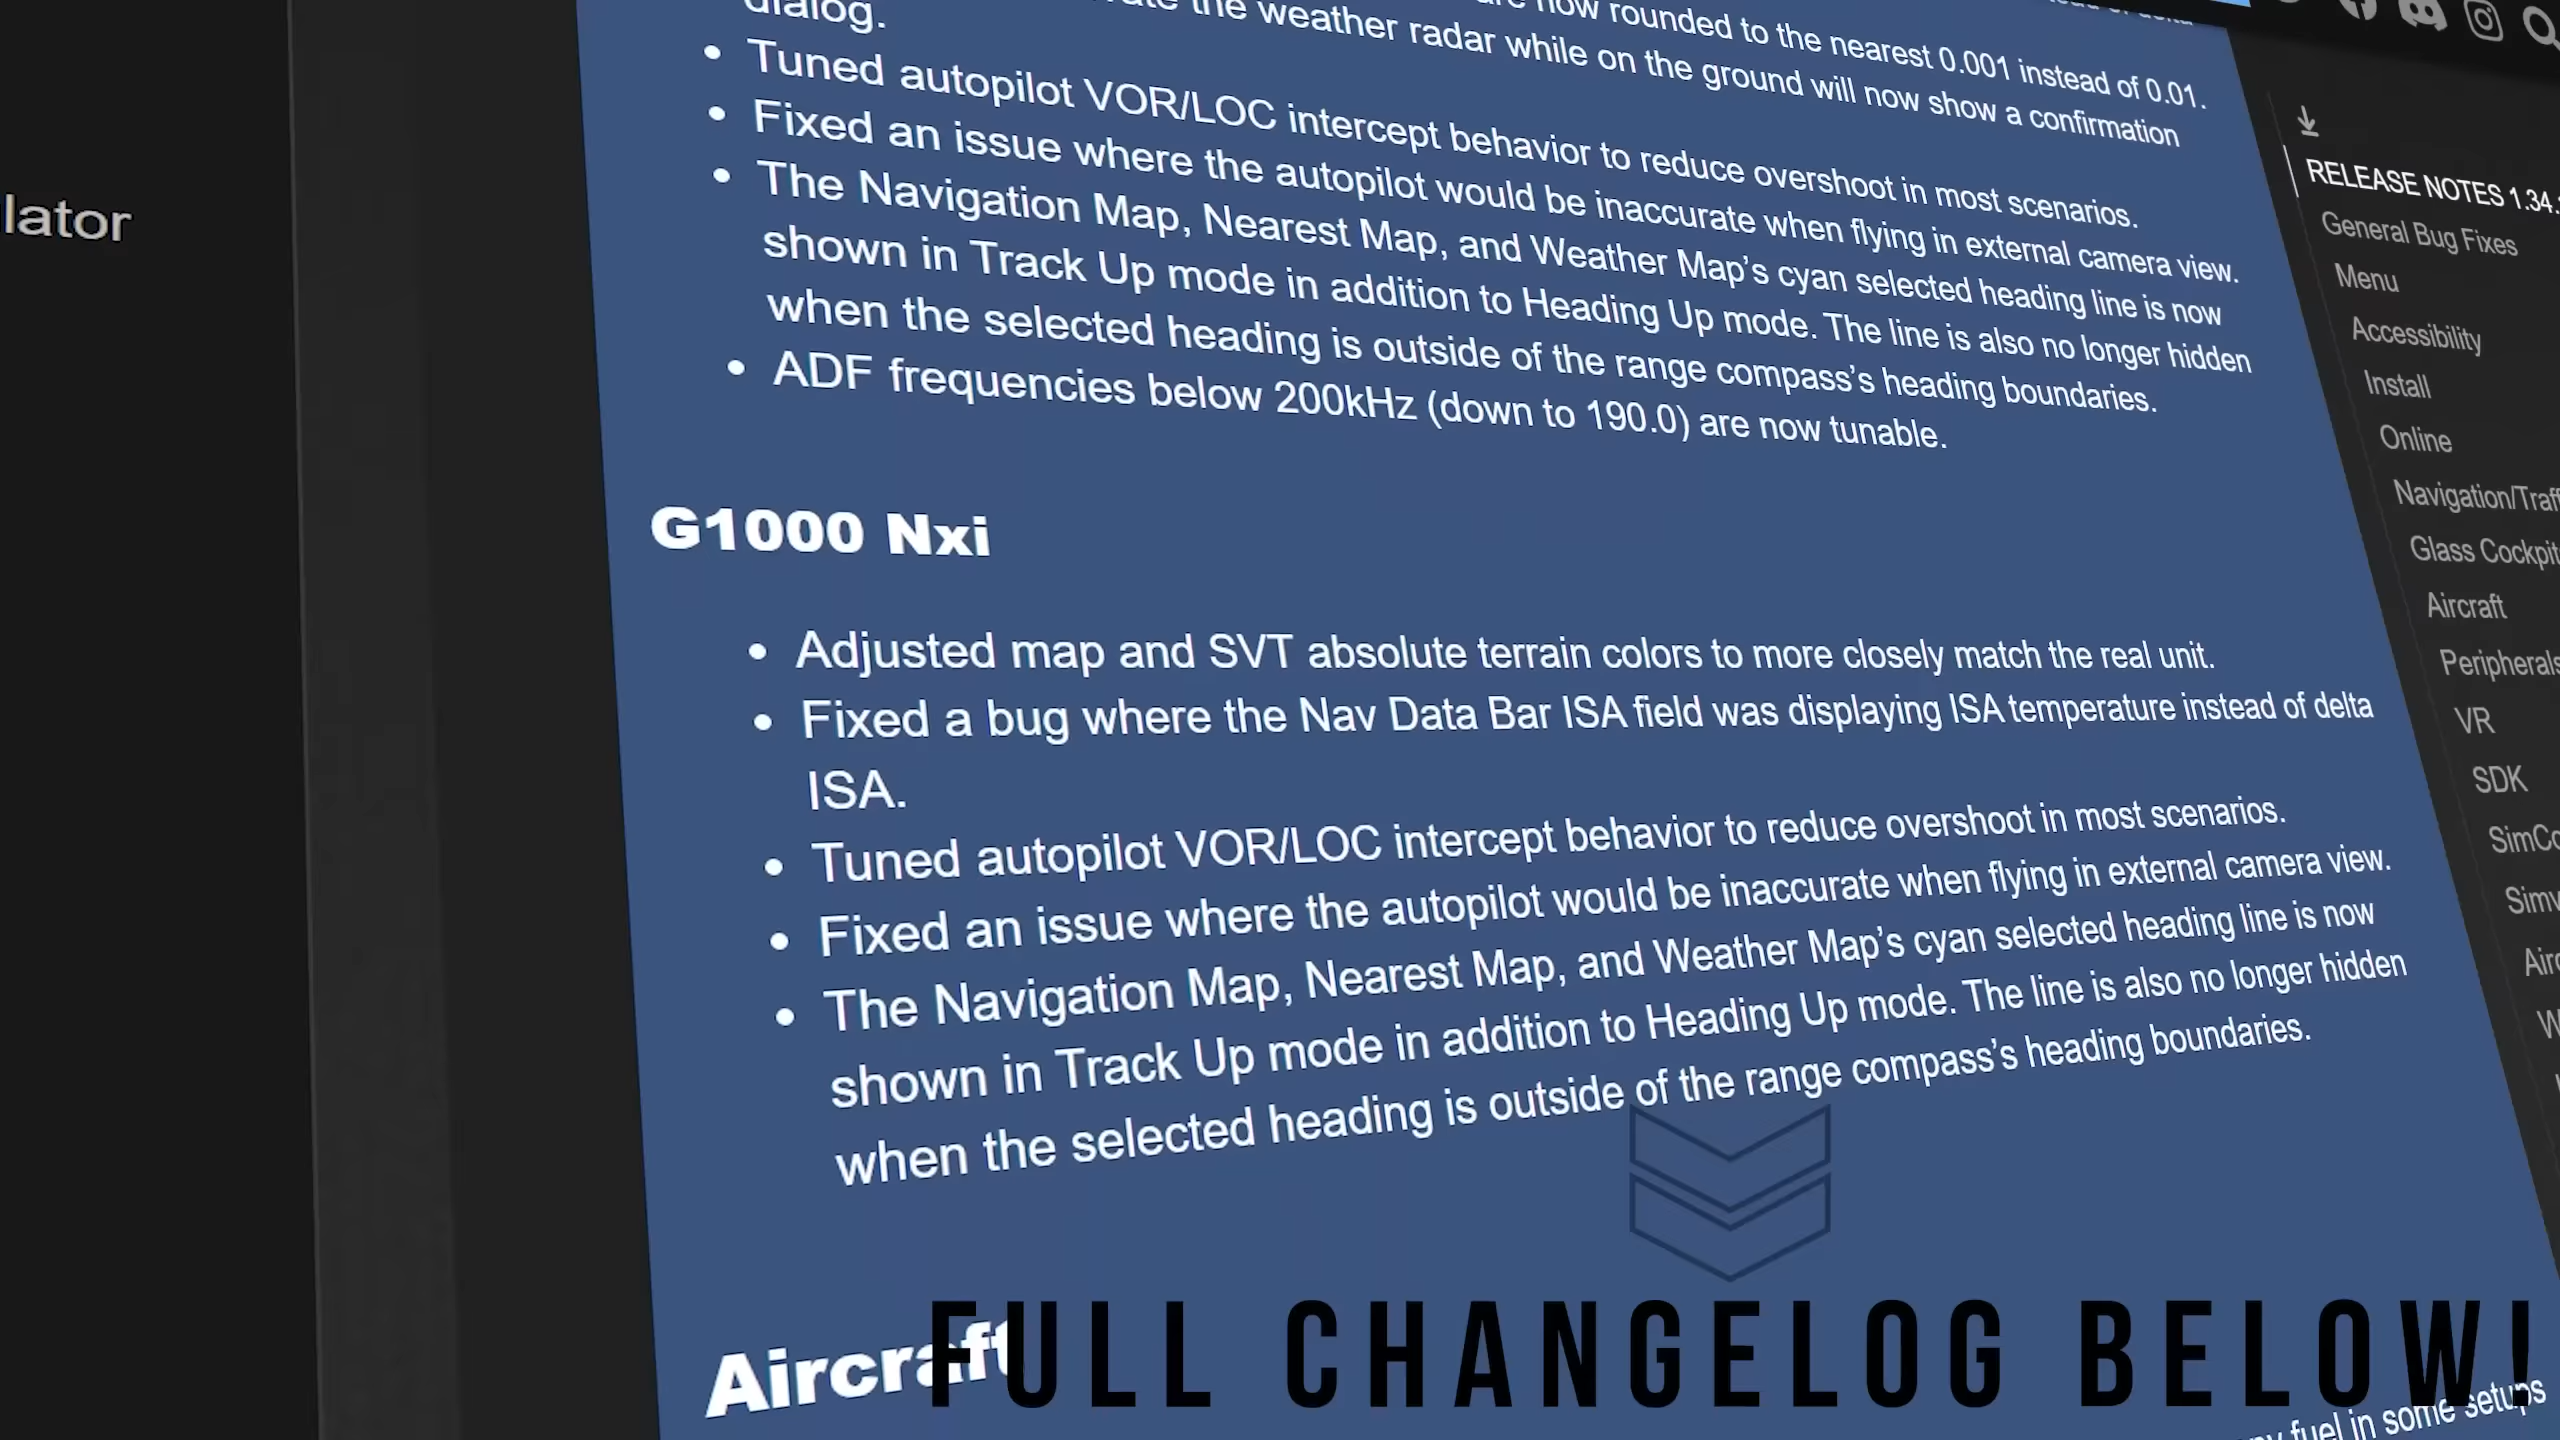 now rounded to the nearest 0.001 instead of 0.01.
the weather radar while on the ground will now show a confirmation
dialog.
• Tuned autopilot VOR/LOC intercept behavior to reduce overshoot in most scenarios.
• Fixed an issue where the autopilot would be inaccurate when flying in external camera view.
• The Navigation Map, Nearest Map, and Weather Map’s cyan selected heading line is now
shown in Track Up mode in addition to Heading Up mode. The line is also no longer hidden
when the selected heading is outside of the range compass’s heading boundaries.
• ADF frequencies below 200kHz (down to 190.0) are now tunable.
G1000 Nxi
• Adjusted map and SVT absolute terrain colors to more closely match the real unit.
• Fixed a bug where the Nav Data Bar ISA field was displaying ISA temperature instead of delta
ISA.
• Tuned autopilot VOR/LOC intercept behavior to reduce overshoot in most scenarios.
• Fixed an issue where the autopilot would be inaccurate when flying in external camera view.
• The Navigation Map, Nearest Map, and Weather Map’s cyan selected heading line is now
shown in Track Up mode in addition to Heading Up mode. The line is also no longer hidden
when the selected heading is outside of the range compass’s heading boundaries.
Aircraft
fuel in some setups
lator
RELEASE NOTES 1.34.
General Bug Fixes
Menu
Accessibility
Install
Online
Navigation/Traff
Glass Cockpit
Aircraft
Peripherals
VR
SDK
SimCo
Simv
Airc
FULL CHANGELOG BELOW!